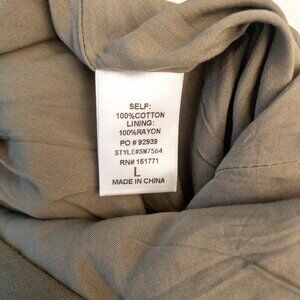 SELF:
100%COTTON
LINING:
100%RAYON
PO # 92939
STYLE#SW7564
RN# 151771
L
MADE IN CHINA